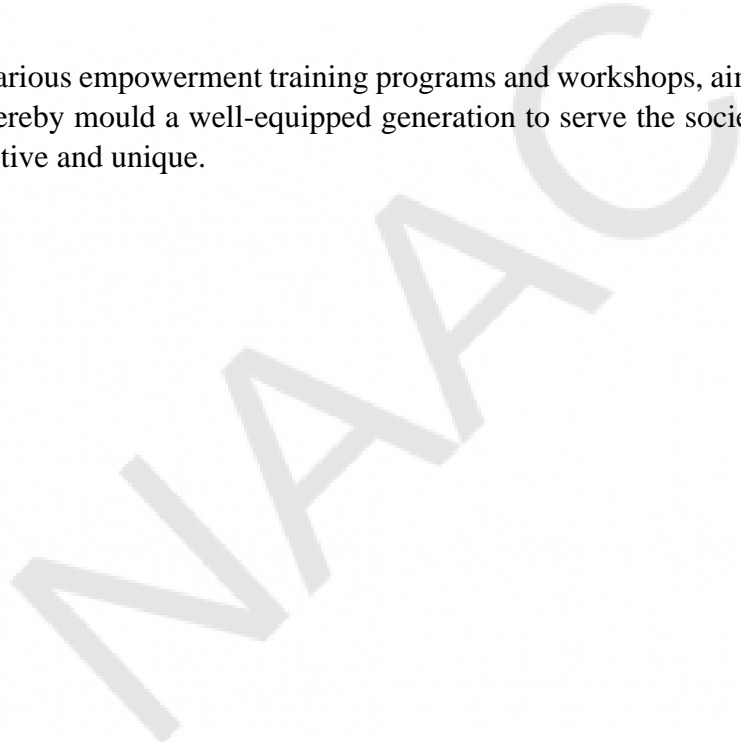 arious empowerment training programs and workshops, ain
ereby mould a well-equipped generation to serve the socie
tive and unique.
NAAC